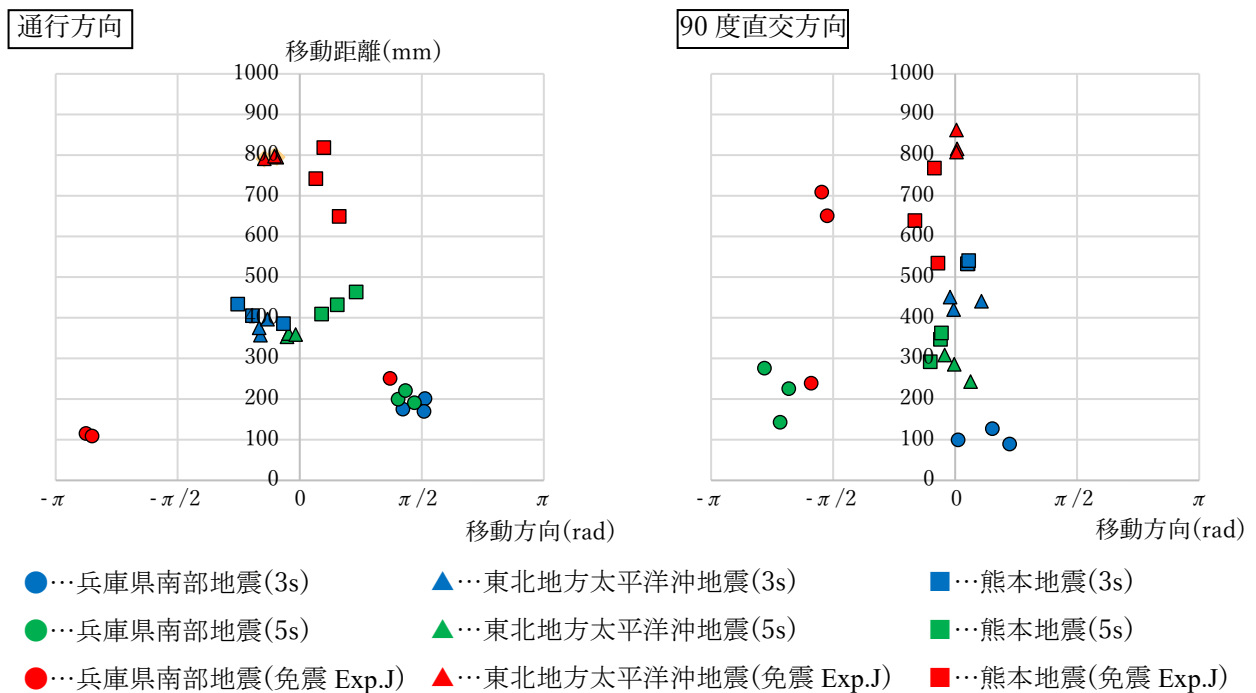 通行方向
90 度直交方向
移動距離(mm)
1000
900
800
700
600
500
400
300
200
100
0
-π
-π/2
0
π/2
π
移動方向(rad)
1000
900
800
700
600
500
400
300
200
100
0
-π
-π/2
0
π/2
π
移動方向(rad)
…兵庫県南部地震(3s)
…東北地方太平洋沖地震(3s)
…熊本地震(3s)
…兵庫県南部地震(5s)
…東北地方太平洋沖地震(5s)
…熊本地震(5s)
…兵庫県南部地震(免震 Exp.J)
…東北地方太平洋沖地震(免震 Exp.J)
…熊本地震(免震 Exp.J)